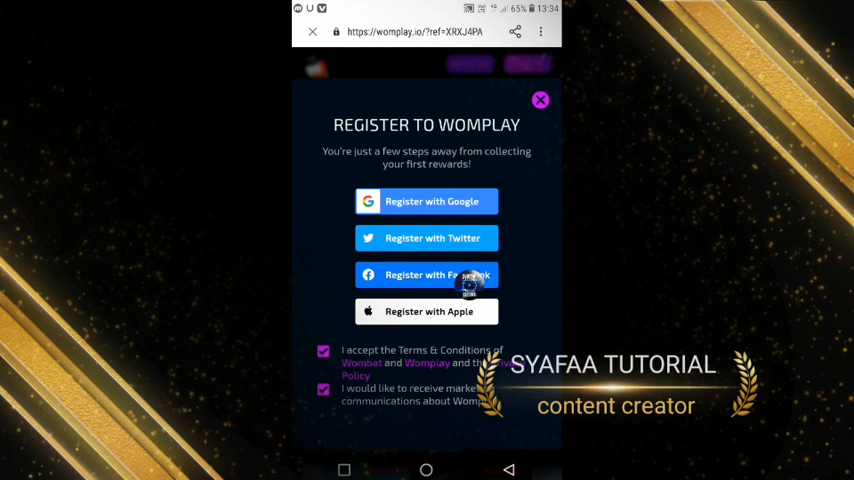 65% 13:34
https://womplay.io/?ref=XRXJ4PA
REGISTER TO WOMPLAY
You're just a few steps away from collecting
your first rewards!
Register with Google
Register with Twitter
Register with
Register with Apple
I accept the Terms & Conditions of
Wombat and Womplay and the
Policy
I would like to receive
communications about
SYAFAA TUTORIAL
content creator